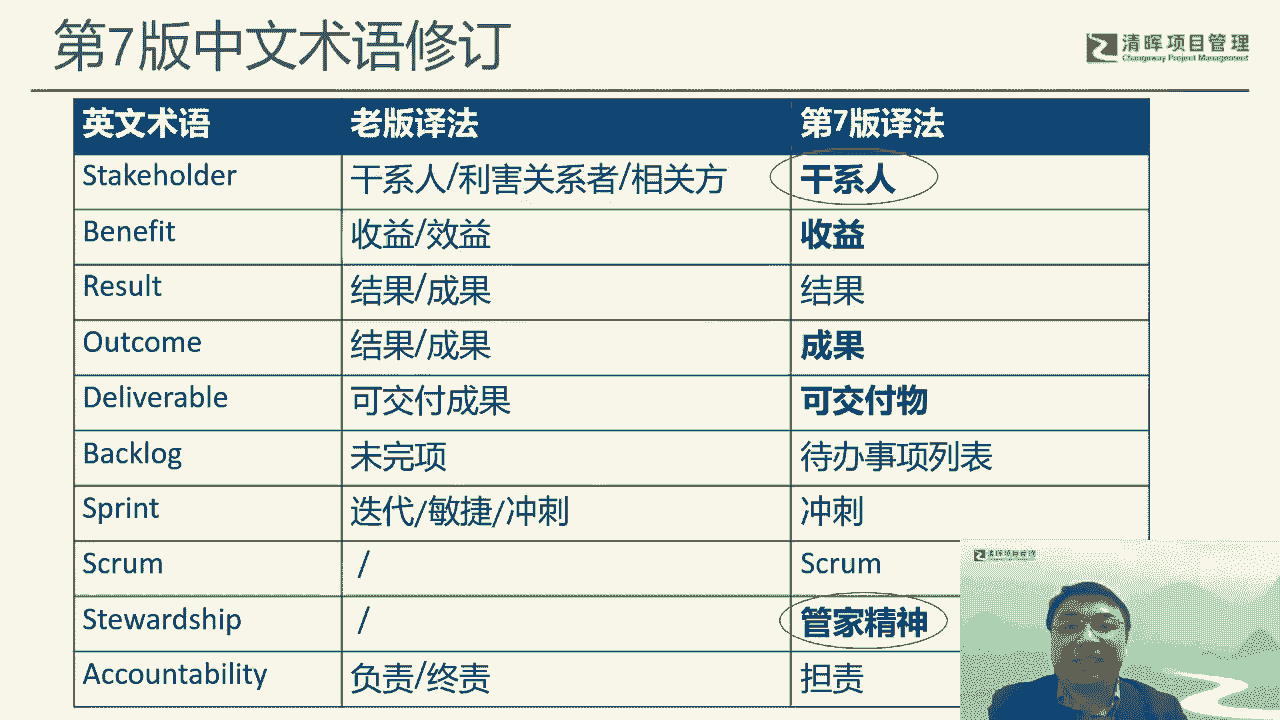 第7版中文术语修订
清晖项目管理
Changeway Project Management
英文术语 老版译法 第7版译法
Stakeholder 干系人/利害关系者/相关方 干系人
Benefit 收益/效益 收益
Result 结果/成果 结果
Outcome 结果/成果 成果
Deliverable 可交付成果 可交付物
Backlog 未完项 待办事项列表
Sprint 迭代/敏捷/冲刺 冲刺
Scrum / Scrum
Stewardship / 管家精神
Accountability 负责/终责 担责
清晖项目管理